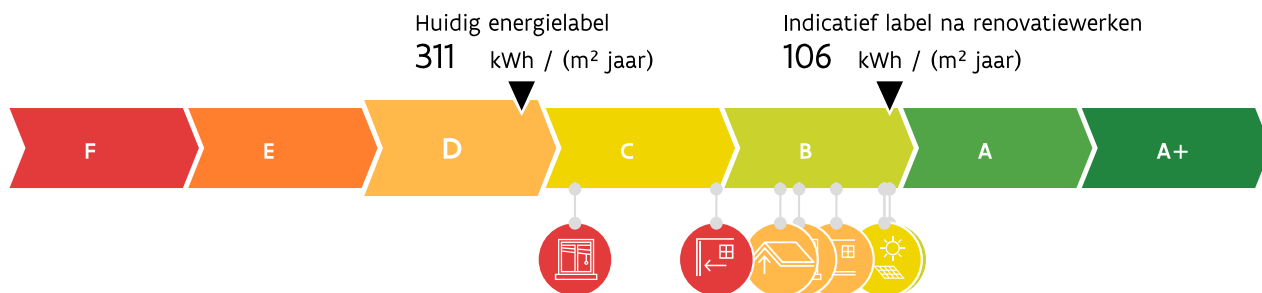 Huidig energielabel
311 kWh / (m² jaar)
Indicatief label na renovatiewerken
106 kWh / (m² jaar)
F E D C B A A+